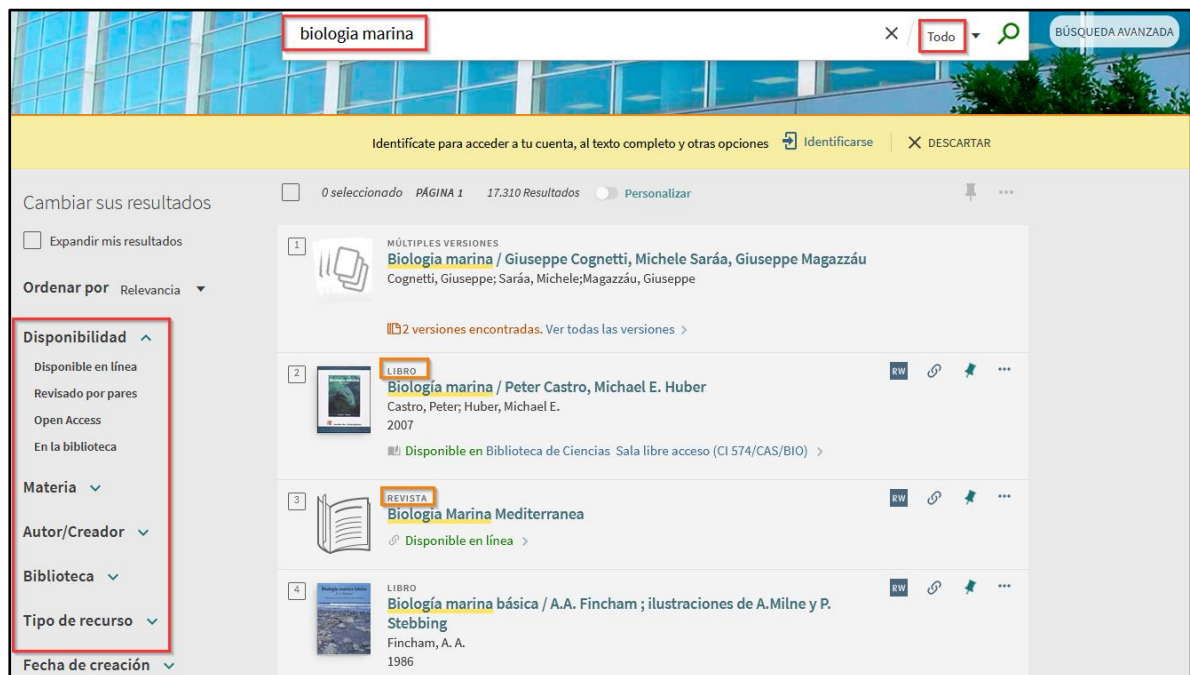 biologia marina
Todo
BÚSQUEDA AVANZADA
Identifícate para acceder a tu cuenta, al texto completo y otras opciones Identificarse DESCARTAR
Cambiar sus resultados
Expandir mis resultados
Ordenar por Relevancia
Disponibilidad
Disponible en línea
Revisado por pares
Open Access
En la biblioteca
Materia
Autor/Creador
Biblioteca
Tipo de recurso
Fecha de creación
0 seleccionado PÁGINA 1 17.310 Resultados Personalizar
1
MÚLTIPLES VERSIONES
Biologia marina / Giuseppe Cognetti, Michele Saráa, Giuseppe Magazzáu
Cognetti, Giuseppe; Saráa, Michele;Magazzáu, Giuseppe
2 versiones encontradas. Ver todas las versiones
2
LIBRO
Biología marina / Peter Castro, Michael E. Huber
Castro, Peter; Huber, Michael E.
2007
Disponible en Biblioteca de Ciencias Sala libre acceso (CI 574/CAS/BIO)
RW
3
REVISTA
Biologia Marina Mediterranea
Disponible en línea
RW
4
LIBRO
Biología marina básica / A.A. Fincham ; ilustraciones de A.Milne y P.
Stebbing
Fincham, A. A.
1986
RW